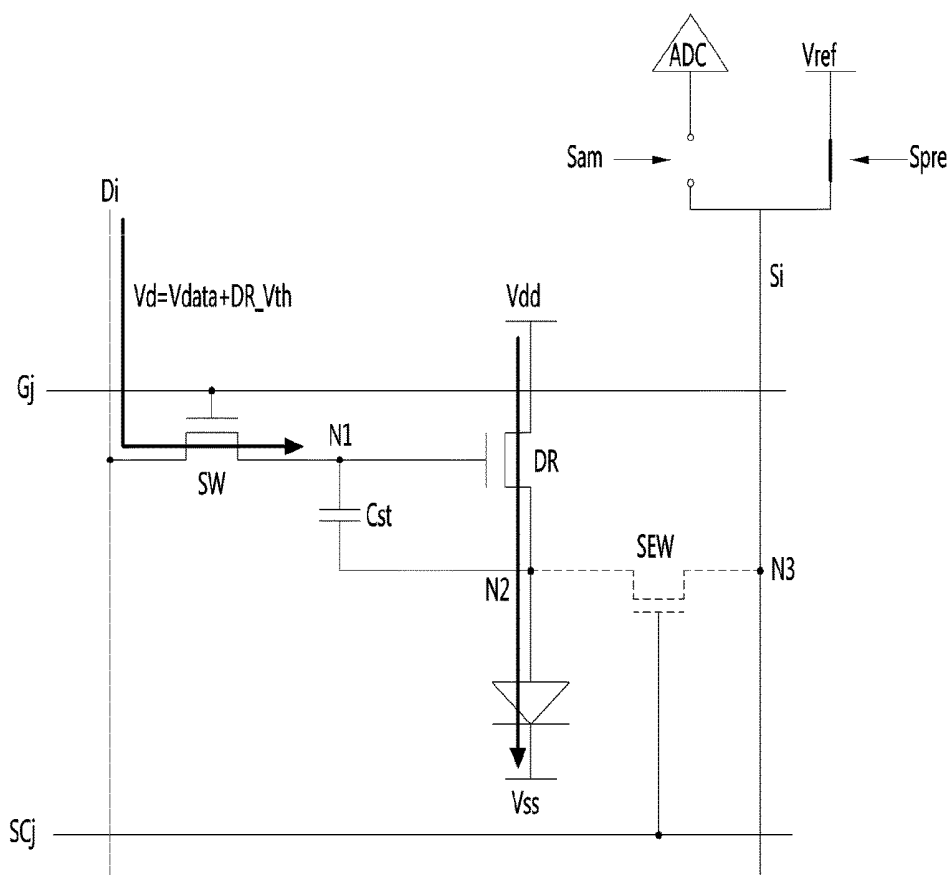 ADC
Vref
Sam
Spre
Di
Si
Vd=Vdata+DR_Vth
Vdd
Gj
N1
DR
SW
Cst
SEW
N2
N3
Vss
SCj